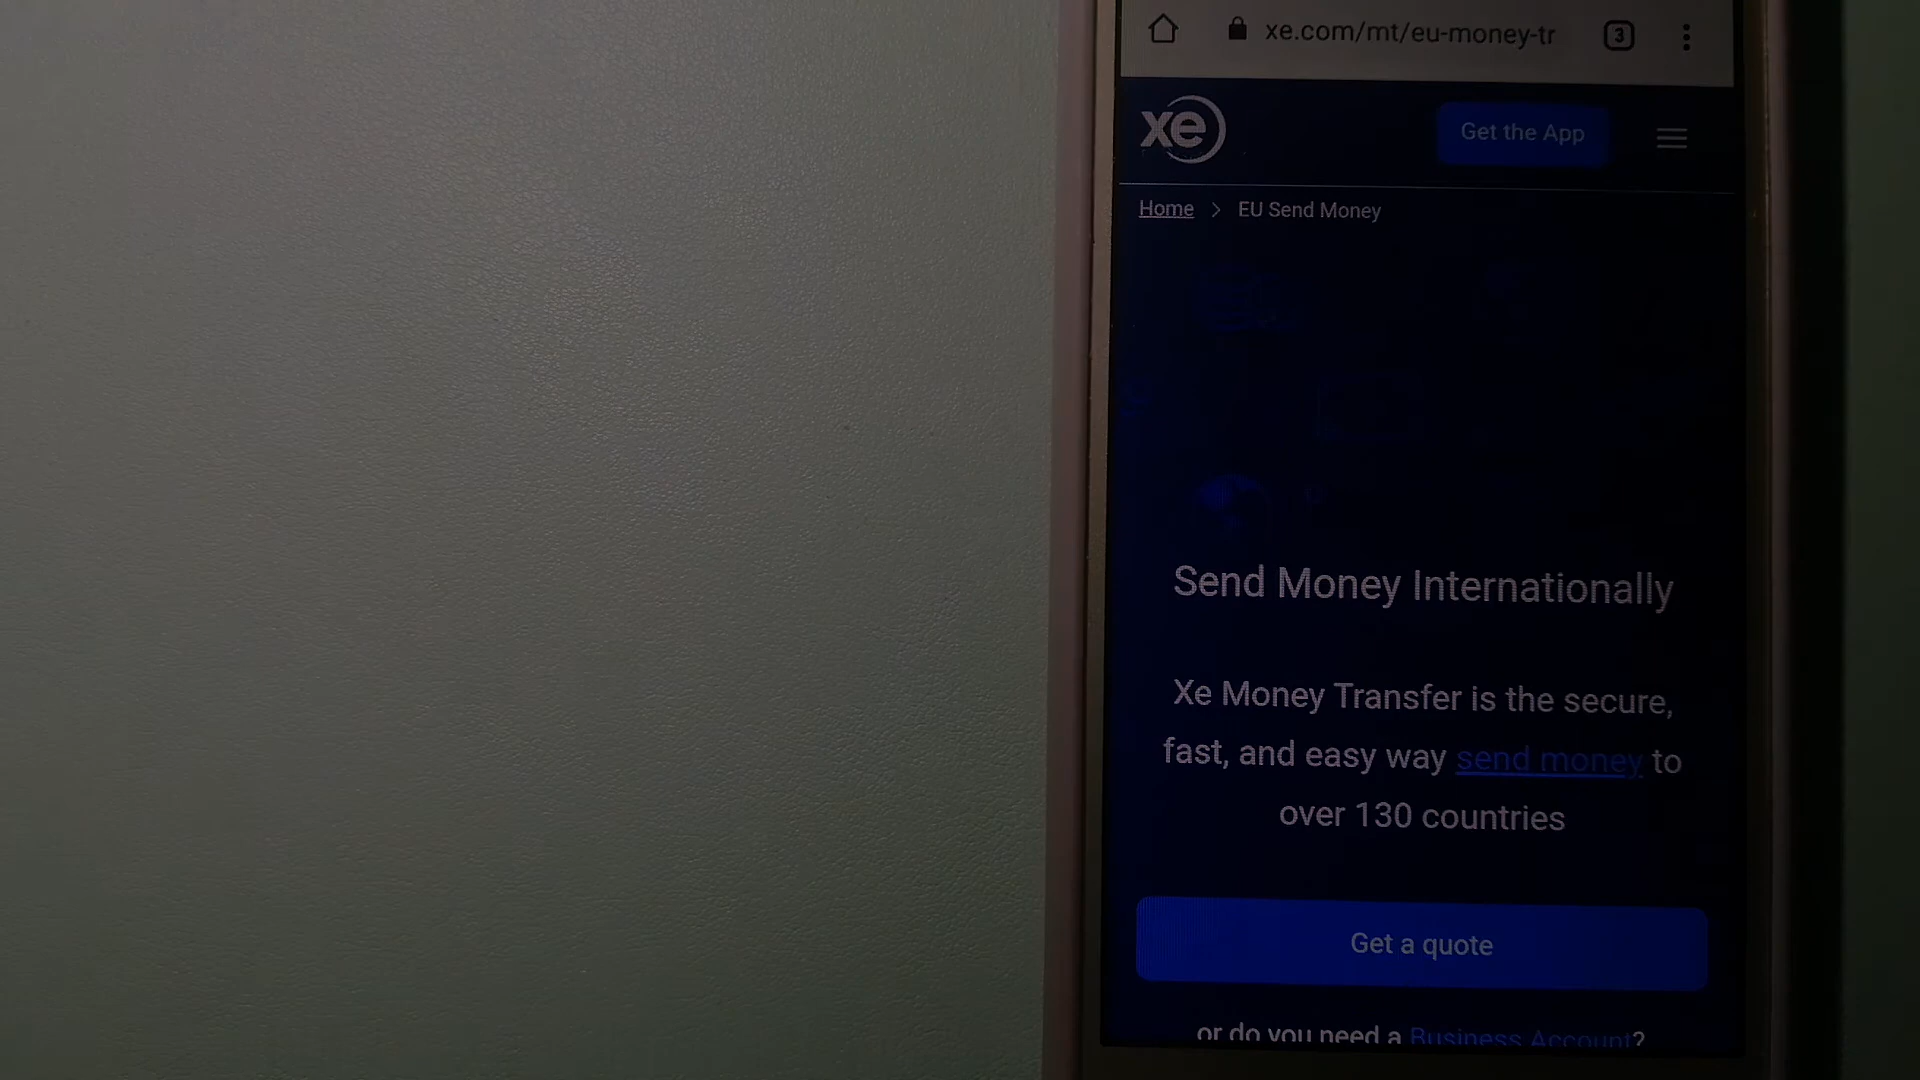 xe.com/mt/eu-money-tr
3
xe
Get the App
Home > EU Send Money
Send Money Internationally
Xe Money Transfer is the secure,
fast, and easy way send money to
over 130 countries
Get a quote
or do you need a Business Account?